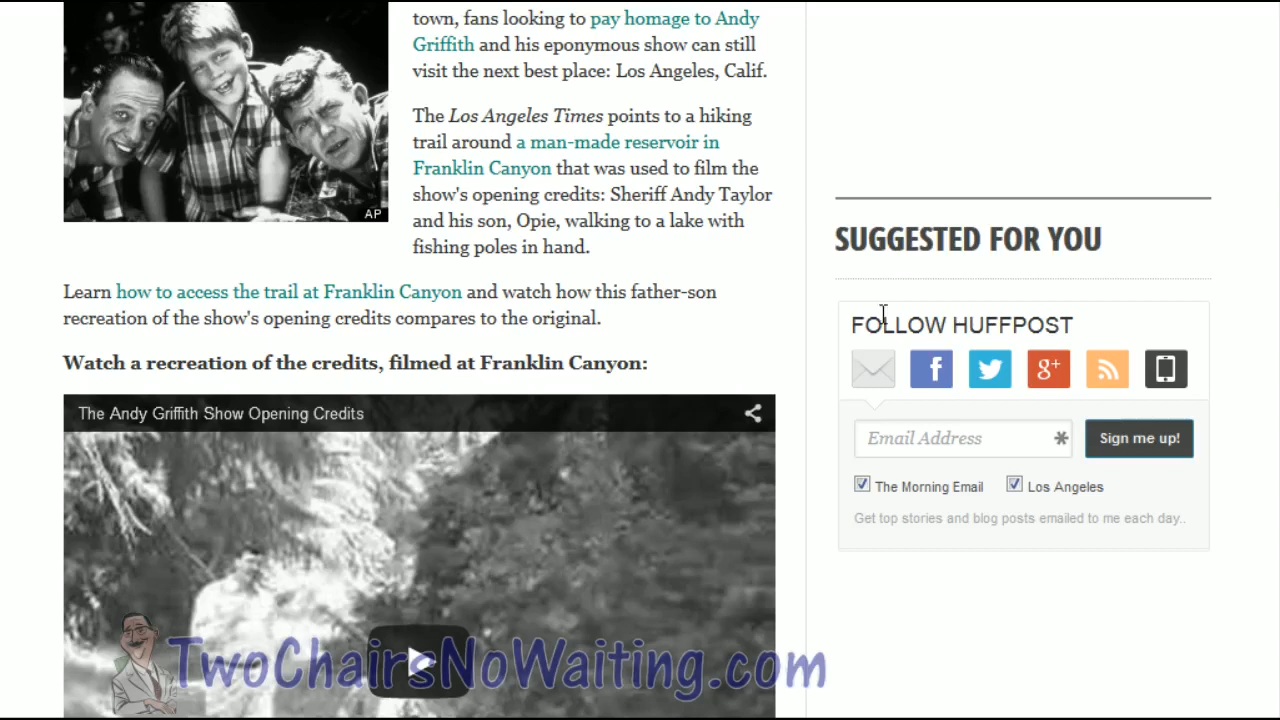 town, fans looking to pay homage to Andy
Griffith and his eponymous show can still
visit the next best place: Los Angeles, Calif.
The Los Angeles Times points to a hiking
trail around a man-made reservoir in
Franklin Canyon that was used to film the
show's opening credits: Sheriff Andy Taylor
and his son, Opie, walking to a lake with
fishing poles in hand.
AP
Learn how to access the trail at Franklin Canyon and watch how this father-son
recreation of the show's opening credits compares to the original.
Watch a recreation of the credits, filmed at Franklin Canyon:
The Andy Griffith Show Opening Credits
TwoChairsNoWaiting.com
SUGGESTED FOR YOU
FOLLOW HUFFPOST
f
g+
Email Address
Sign me up!
The Morning Email
Los Angeles
Get top stories and blog posts emailed to me each day..